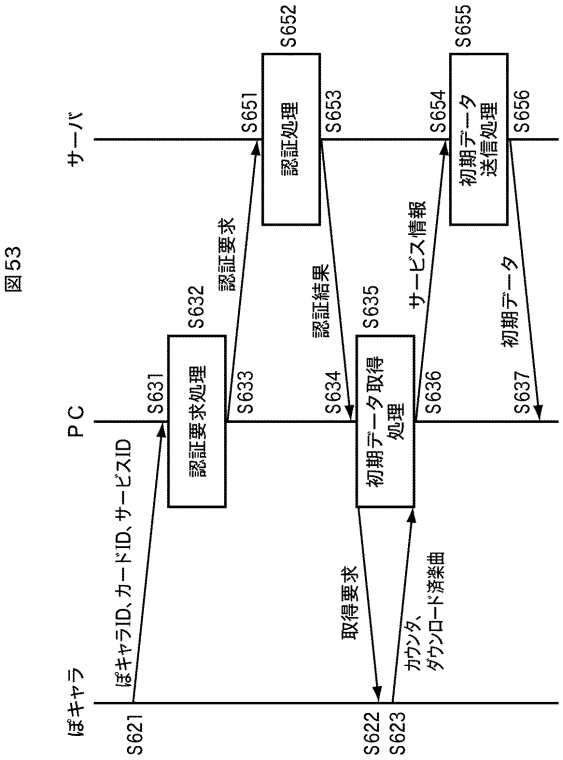 図53
ぽキャラ
PC
サーバ
S621
ぽキャラID、カードID、サービスID
S631
認証要求処理
S632
S633
認証要求
S651
認証処理
S652
S653
認証結果
S634
初期データ取得
処理
S635
取得要求
S622
S623
カウンタ、
ダウンロード済楽曲
S636
サービス情報
S654
初期データ
送信処理
S655
S656
初期データ
S637